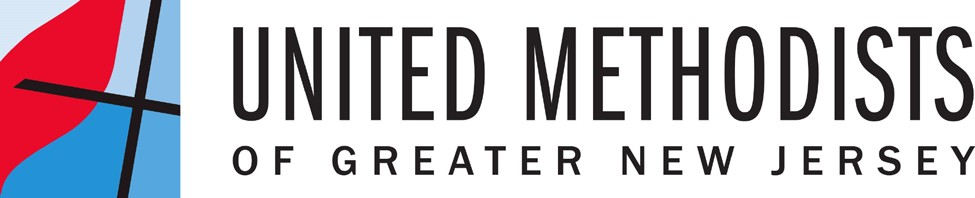 UNITED METHODISTS
OF GREATER NEW JERSEY